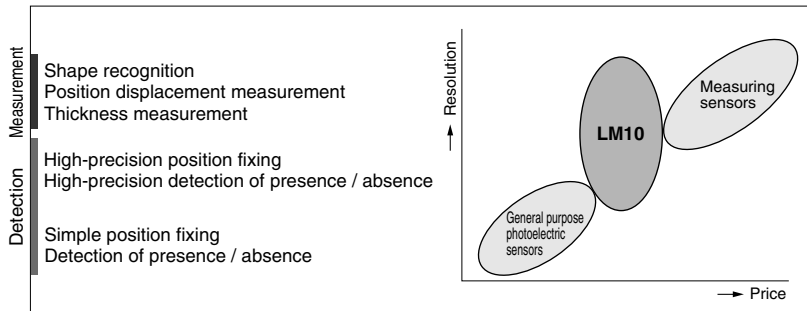 Measurement
Shape recognition
Position displacement measurement
Thickness measurement
Detection
High-precision position fixing
High-precision detection of presence / absence
Simple position fixing
Detection of presence / absence
Resolution
Measuring
sensors
LM10
General purpose
photoelectric
sensors
Price